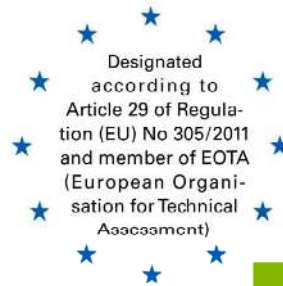 Designated
according to
Article 29 of Regula-
tion (EU) No 305/2011
and member of EOTA
(European Organi-
sation for Technical
Assessment)